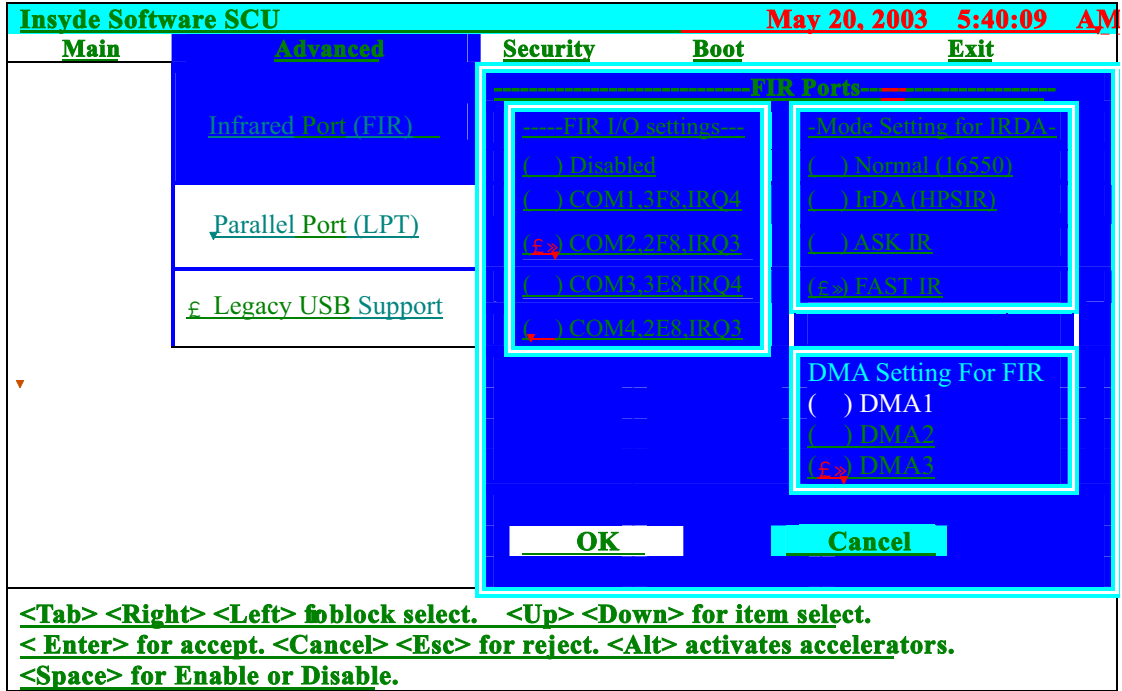 Insyde Software SCU May 20, 2003 5:40:09 AM
Main Advanced Security Boot Exit
Infrared Port (FIR)
Parallel Port (LPT)
£ Legacy USB Support
----------------------------FIR Ports----------------------
-----FIR I/O settings---
( ) Disabled
( ) COM1,3F8,IRQ4
(£») COM2,2F8,IRQ3
( ) COM3,3E8,IRQ4
( ) COM4,2E8,IRQ3
-Mode Setting for IRDA-
( ) Normal (16550)
( ) IrDA (HPSIR)
( ) ASK IR
(£») FAST IR
DMA Setting For FIR
( ) DMA1
( ) DMA2
(£») DMA3
OK Cancel
<Tab> <Right> <Left> block select. <Up> <Down> for item select.
< Enter> for accept. <Cancel> <Esc> for reject. <Alt> activates accelerators.
<Space> for Enable or Disable.